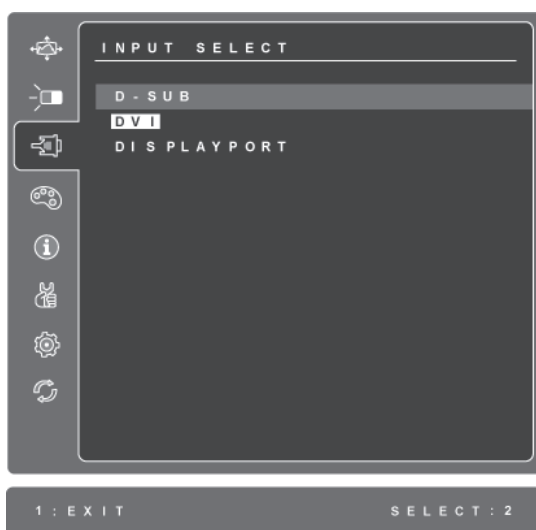 INPUT SELECT
D-SUB
DVI
DISPLAYPORT
1:EXIT SELECT:2